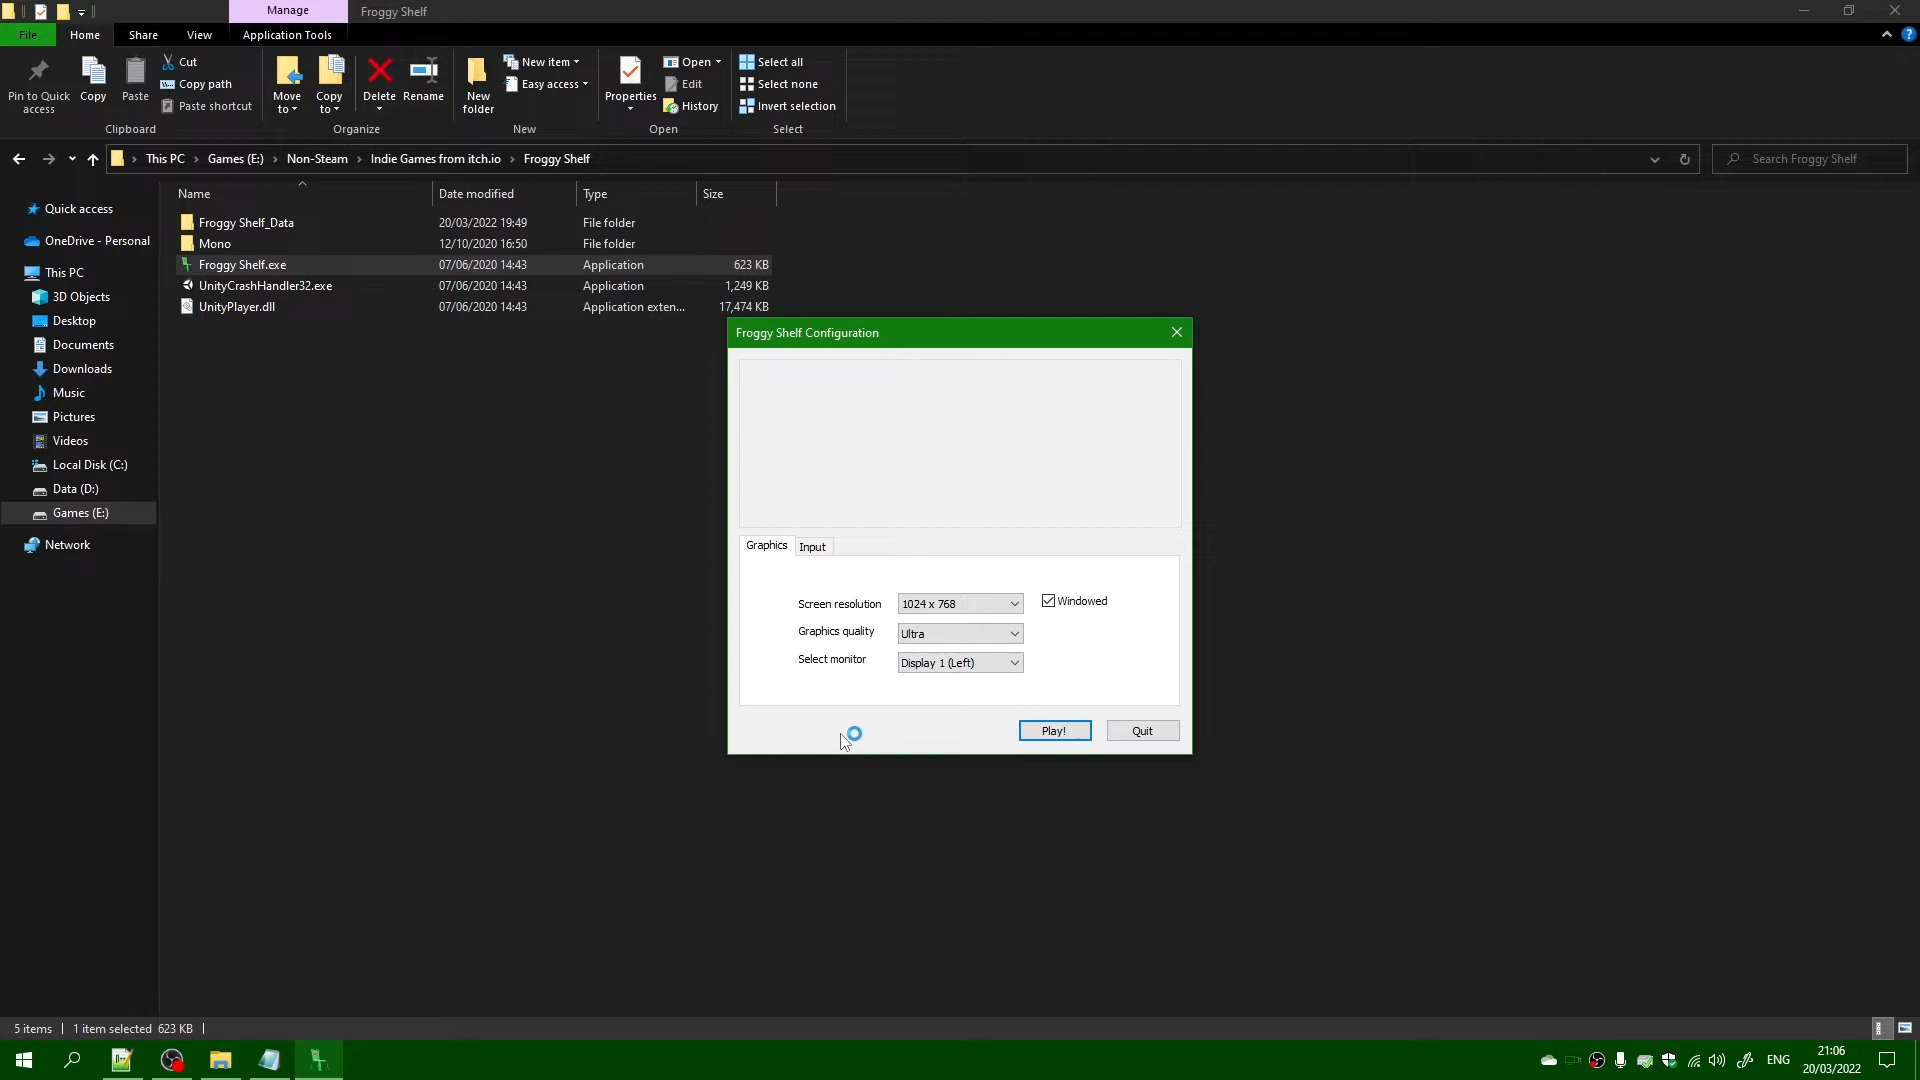 Manage
Froggy Shelf
File
Home
Share
View
Application Tools
Pin to Quick access
Copy
Paste
Cut
Copy path
Paste shortcut
Clipboard
Move to
Copy to
Delete
Rename
Organize
New folder
New item
Easy access
New
Properties
Open
Edit
History
Open
Select all
Select none
Invert selection
Select
This PC
Games (E:)
Non-Steam
Indie Games from itch.io
Froggy Shelf
Search Froggy Shelf
Name
Date modified
Type
Size
Froggy Shelf_Data 20/03/2022 19:49 File folder
Mono 12/10/2020 16:50 File folder
Froggy Shelf.exe 07/06/2020 14:43 Application 623 KB
UnityCrashHandler32.exe 07/06/2020 14:43 Application 1,249 KB
UnityPlayer.dll 07/06/2020 14:43 Application exten... 17,474 KB
Quick access
OneDrive - Personal
This PC
3D Objects
Desktop
Documents
Downloads
Music
Pictures
Videos
Local Disk (C:)
Data (D:)
Games (E:)
Network
Froggy Shelf Configuration
Graphics
Input
Screen resolution
1024 x 768
Windowed
Graphics quality
Ultra
Select monitor
Display 1 (Left)
Play!
Quit
5 items
1 item selected 623 KB
ENG
21:06
20/03/2022